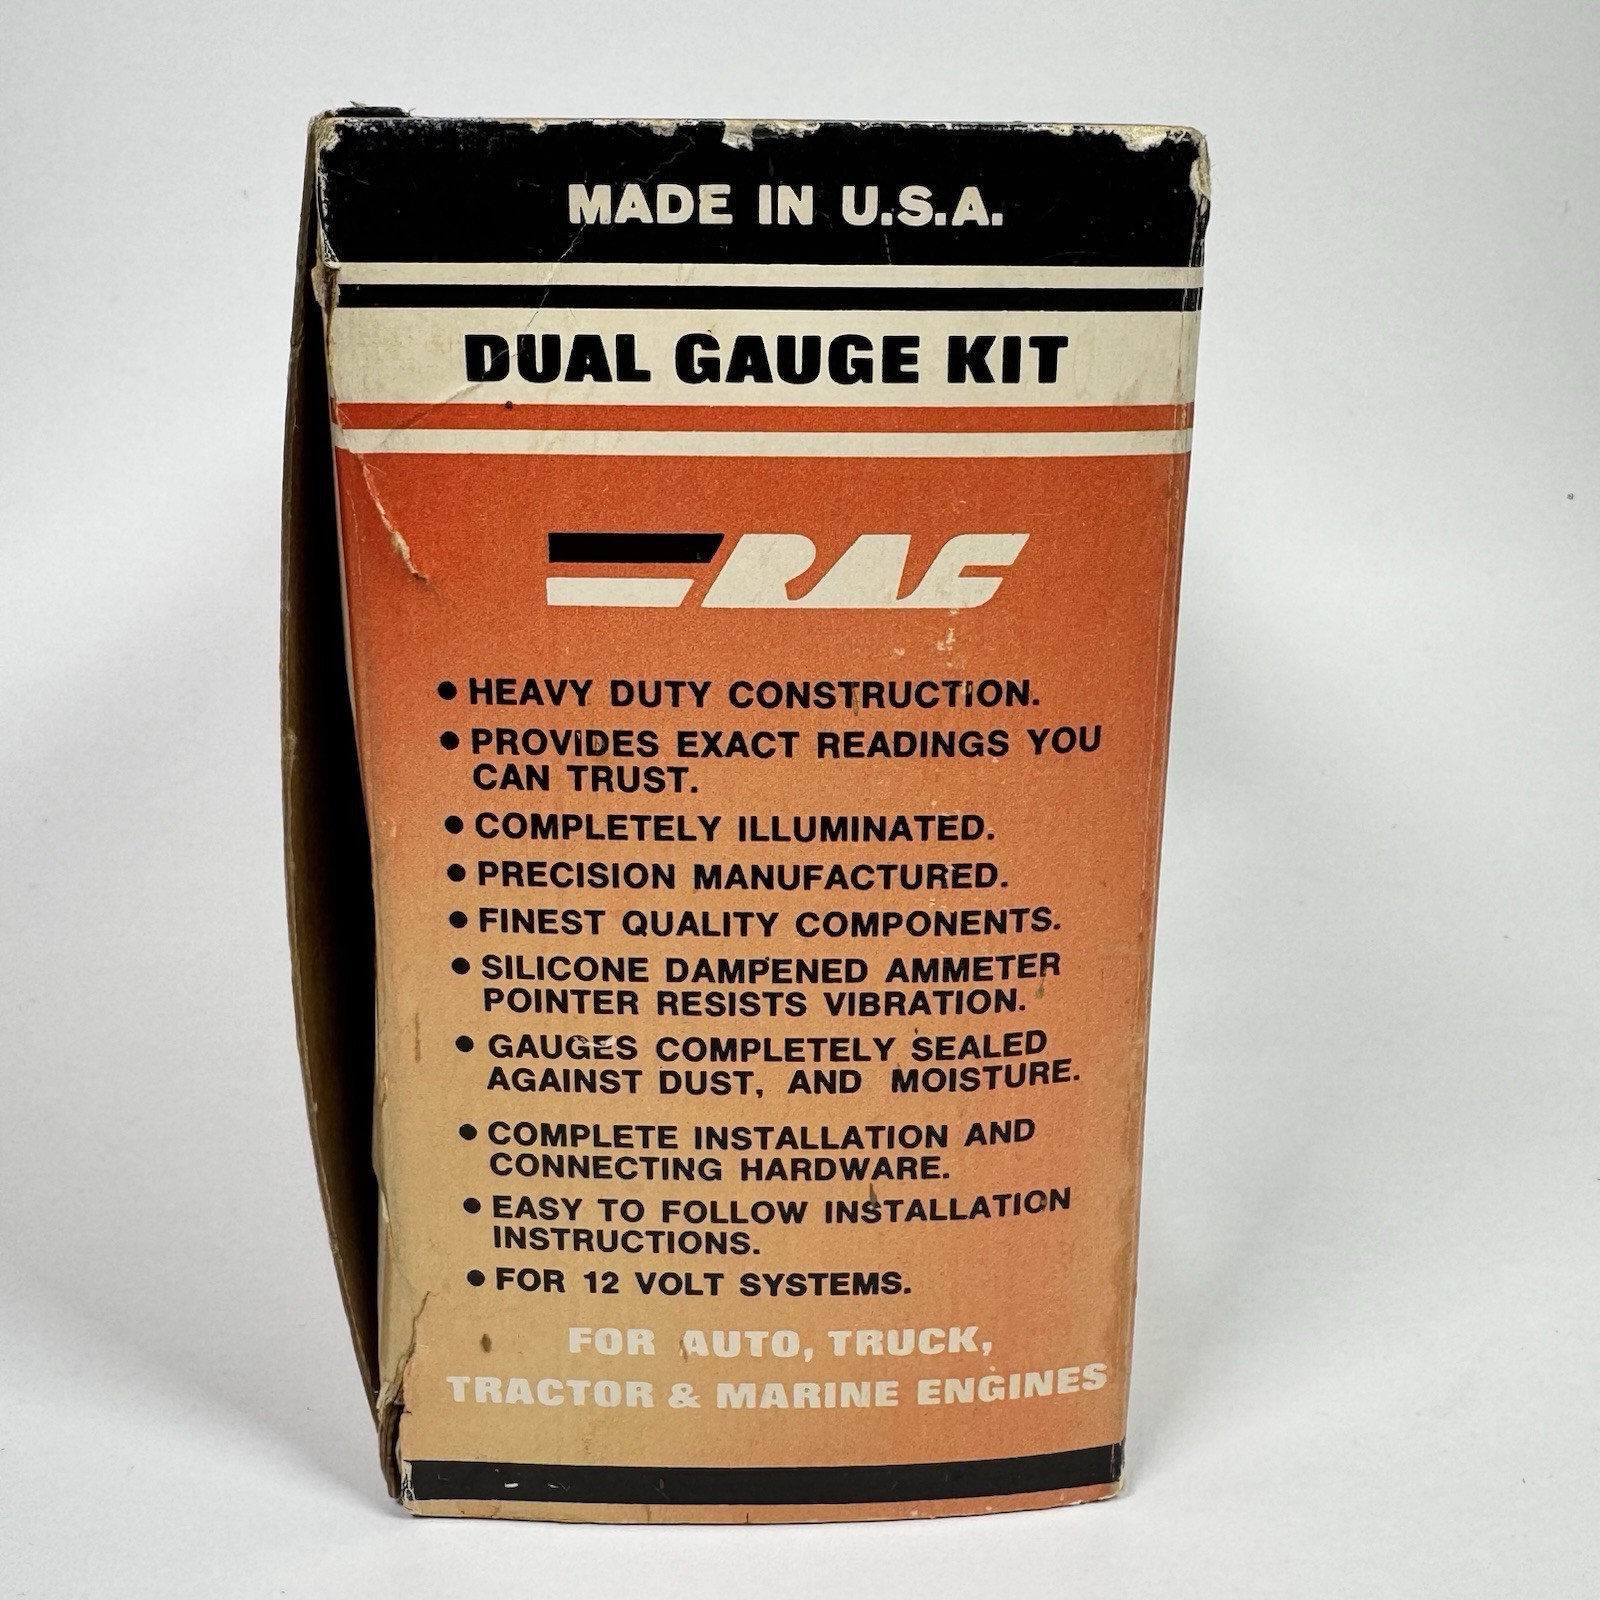 MADE IN U.S.A.
DUAL GAUGE KIT
RAC
• HEAVY DUTY CONSTRUCTION.
• PROVIDES EXACT READINGS YOU
CAN TRUST.
• COMPLETELY ILLUMINATED.
• PRECISION MANUFACTURED.
• FINEST QUALITY COMPONENTS.
• SILICONE DAMPENED AMMETER
POINTER RESISTS VIBRATION.
• GAUGES COMPLETELY SEALED
AGAINST DUST, AND MOISTURE.
• COMPLETE INSTALLATION AND
CONNECTING HARDWARE.
• EASY TO FOLLOW INSTALLATION
INSTRUCTIONS.
• FOR 12 VOLT SYSTEMS.
FOR AUTO, TRUCK,
TRACTOR & MARINE ENGINES